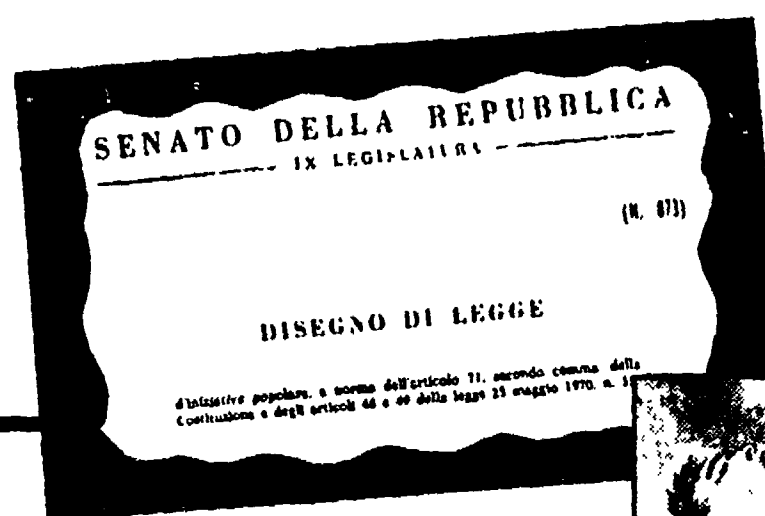 SENATO DELLA REPUBBLICA
IX LEGISLATURA
(N. 873)
DISEGNO DI LEGGE
d'iniziativa popolare, a norma dell'articolo 71, secondo comma della
Costituzione e degli articoli 48 e 49 della legge 25 maggio 1970, n.